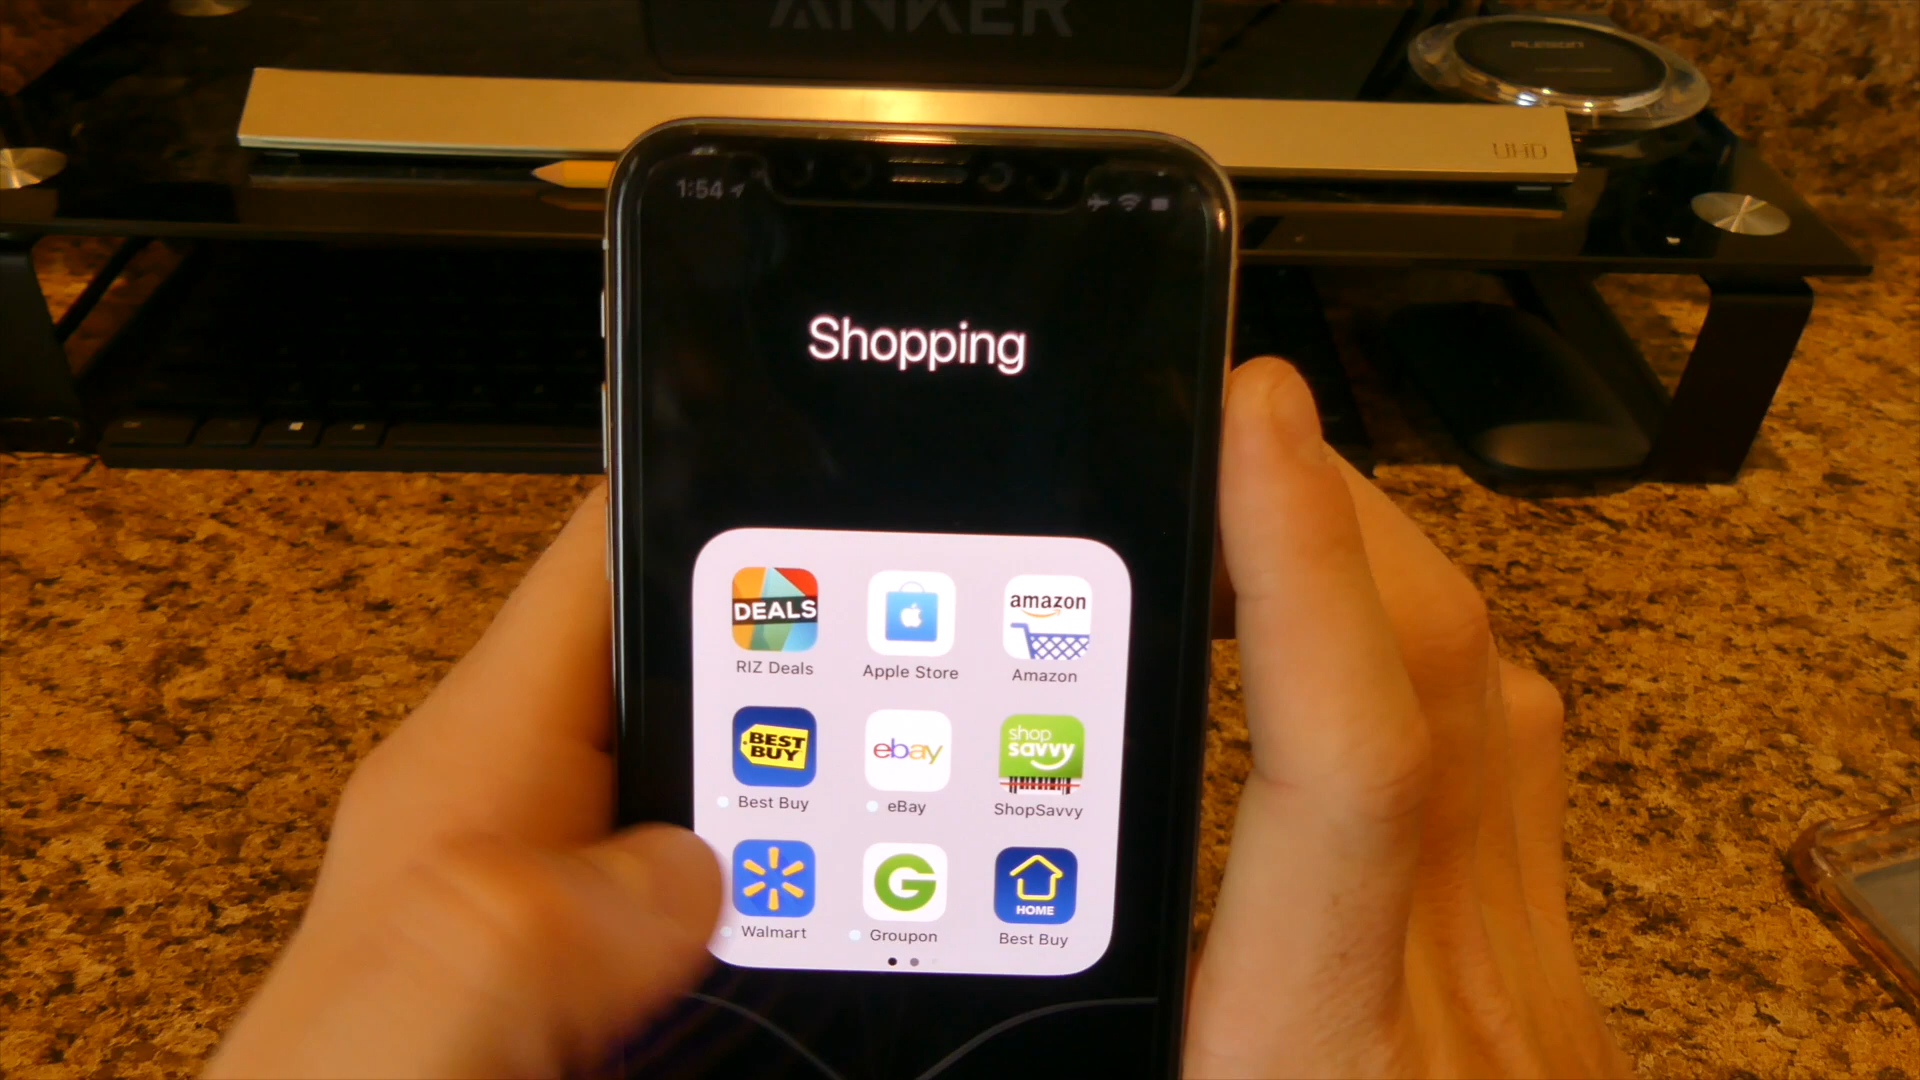 ANKER
PLESON
UHD
1:54
Shopping
DEALS
RIZ Deals
Apple Store
amazon
Amazon
BEST
BUY
Best Buy
ebay
eBay
shop
savvy
ShopSavvy
Walmart
G
Groupon
HOME
Best Buy